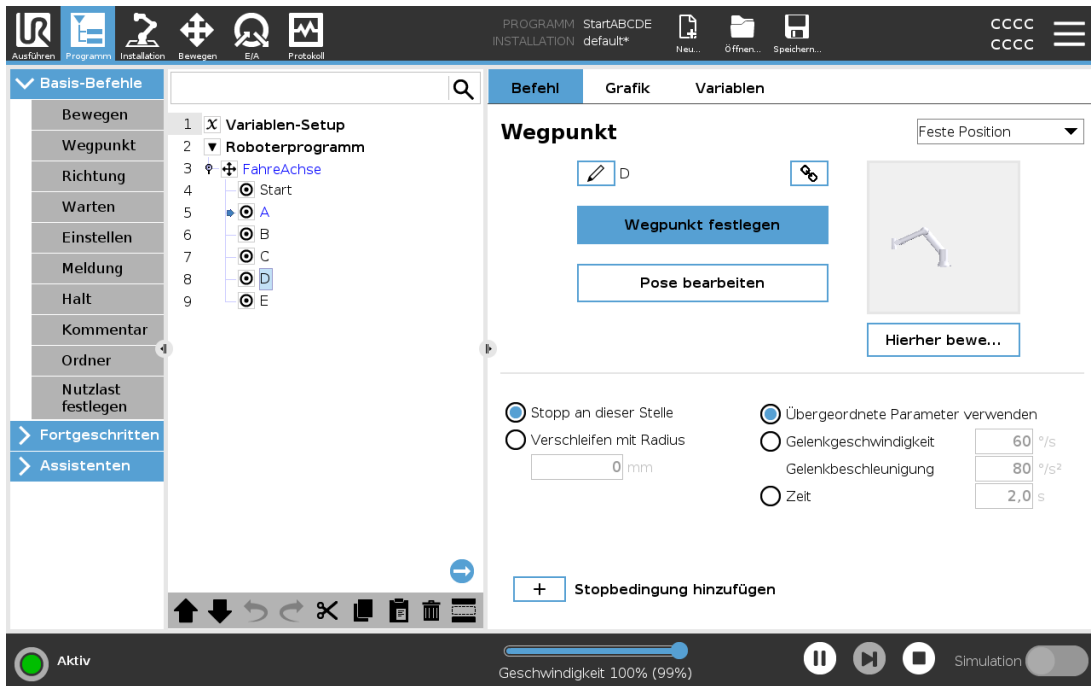 PROGRAMM StartABCDE
INSTALLATION default*
CCCC
CCCC
Ausführen Programm Installation Bewegen E/A Protokoll Neu... Öffnen... Speichern...
Basis-Befehle
Bewegen
Wegpunkt
Richtung
Warten
Einstellen
Meldung
Halt
Kommentar
Ordner
Nutzlast
festlegen
Fortgeschritten
Assistenten
1 X Variablen-Setup
2 Roboterprogramm
3 FahreAchse
4 Start
5 A
6 B
7 C
8 D
9 E
Befehl Grafik Variablen
Wegpunkt
Feste Position
D
Wegpunkt festlegen
Pose bearbeiten
Hierher bewe...
Stopp an dieser Stelle
Verschleifen mit Radius
0 mm
Übergeordnete Parameter verwenden
Gelenkgeschwindigkeit 60 °/s
Gelenkbeschleunigung 80 °/s²
Zeit 2,0 s
+ Stopbedingung hinzufügen
Aktiv
Geschwindigkeit 100% (99%)
Simulation